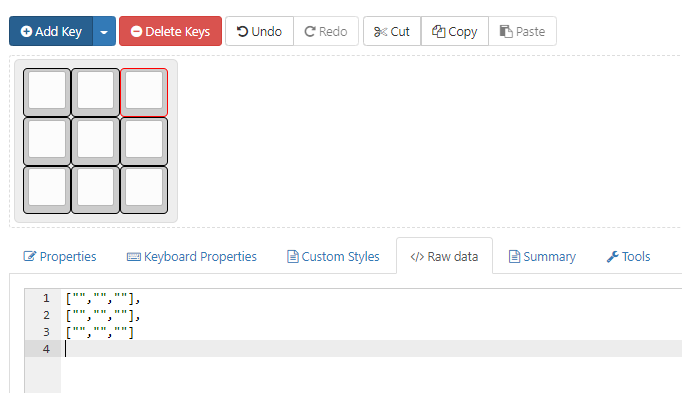 Add Key Delete Keys Undo Redo Cut Copy Paste
Properties Keyboard Properties Custom Styles </> Raw data Summary Tools
1 ["","",""],
2 ["","",""],
3 ["","",""]
4